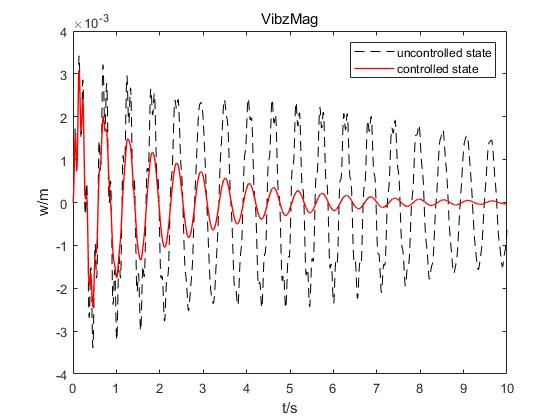 VibzMag
×10⁻³
4
3
2
1
0
-1
-2
-3
-4
w/m
uncontrolled state
controlled state
0 1 2 3 4 5 6 7 8 9 10
t/s